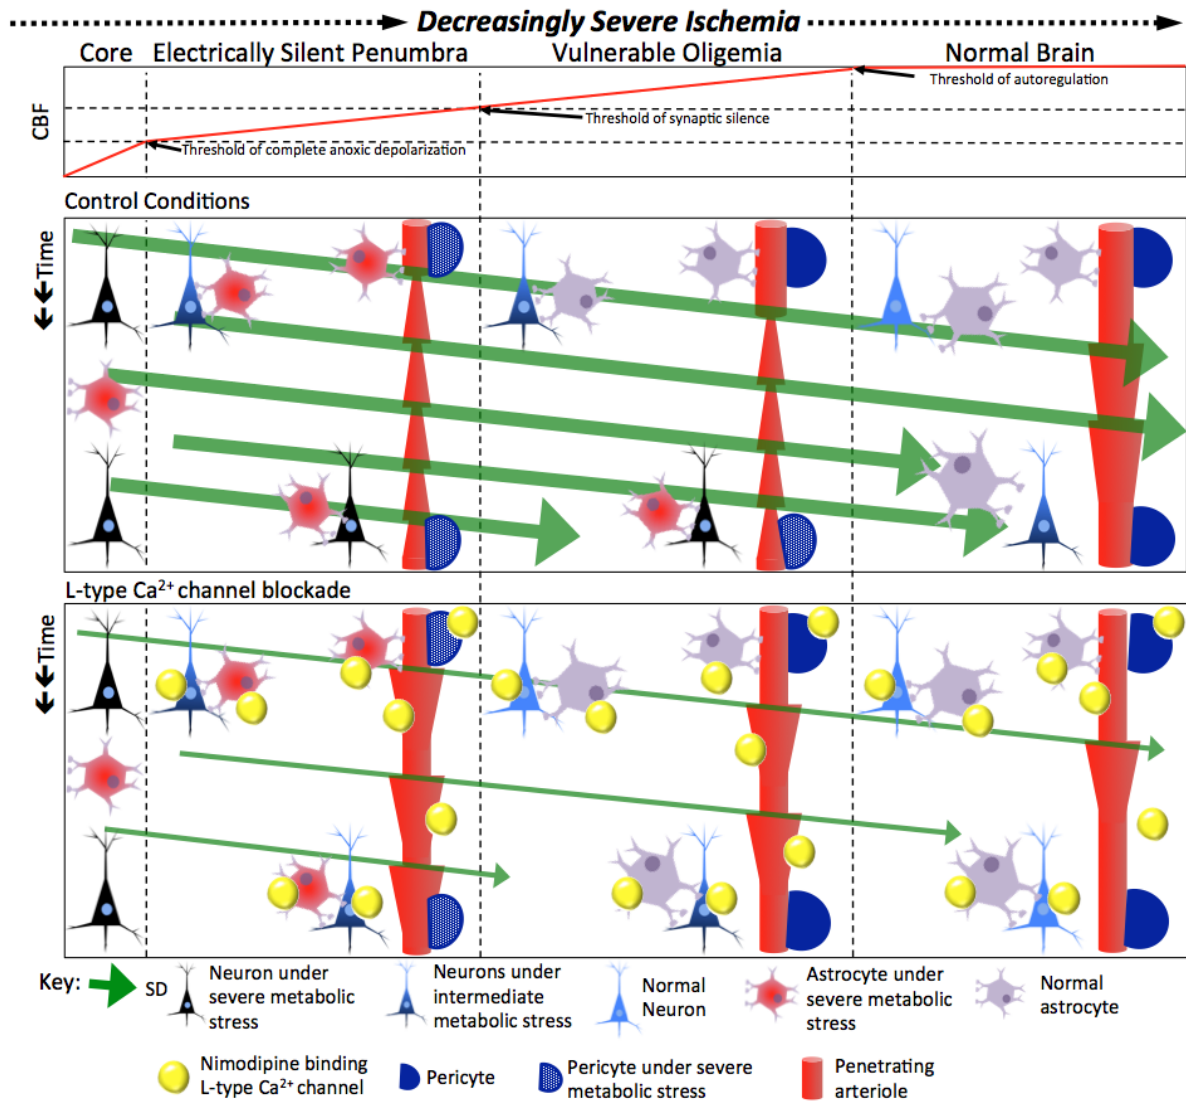 Decreasingly Severe Ischemia
Core Electrically Silent Penumbra Vulnerable Oligemia Normal Brain
CBF
Threshold of autoregulation
Threshold of synaptic silence
Threshold of complete anoxic depolarization
Control Conditions
Time
L-type Ca²⁺ channel blockade
Time
Key:
SD
Neuron under
severe metabolic
stress
Neurons under
intermediate
metabolic stress
Normal
Neuron
Astrocyte under
severe metabolic
stress
Normal
astrocyte
Nimodipine binding
L-type Ca²⁺ channel
Pericyte
Pericyte under severe
metabolic stress
Penetrating
arteriole